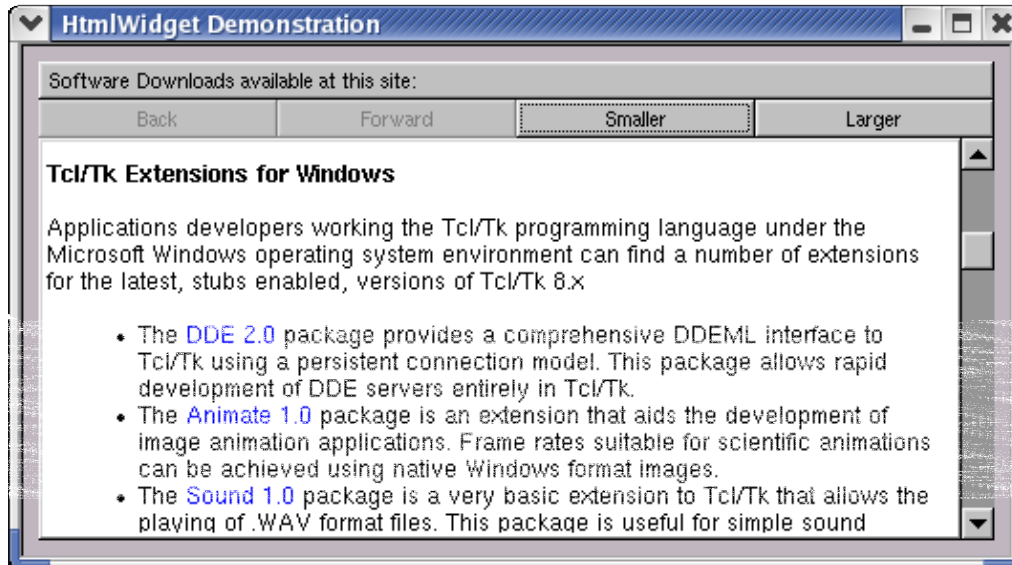 HtmlWidget Demonstration
Software Downloads available at this site:
Back Forward Smaller Larger
Tcl/Tk Extensions for Windows
Applications developers working the Tcl/Tk programming language under the
Microsoft Windows operating system environment can find a number of extensions
for the latest, stubs enabled, versions of Tcl/Tk 8.x
• The DDE 2.0 package provides a comprehensive DDEML interface to
Tcl/Tk using a persistent connection model. This package allows rapid
development of DDE servers entirely in Tcl/Tk.
• The Animate 1.0 package is an extension that aids the development of
image animation applications. Frame rates suitable for scientific animations
can be achieved using native Windows format images.
• The Sound 1.0 package is a very basic extension to Tcl/Tk that allows the
playing of .WAV format files. This package is useful for simple sound